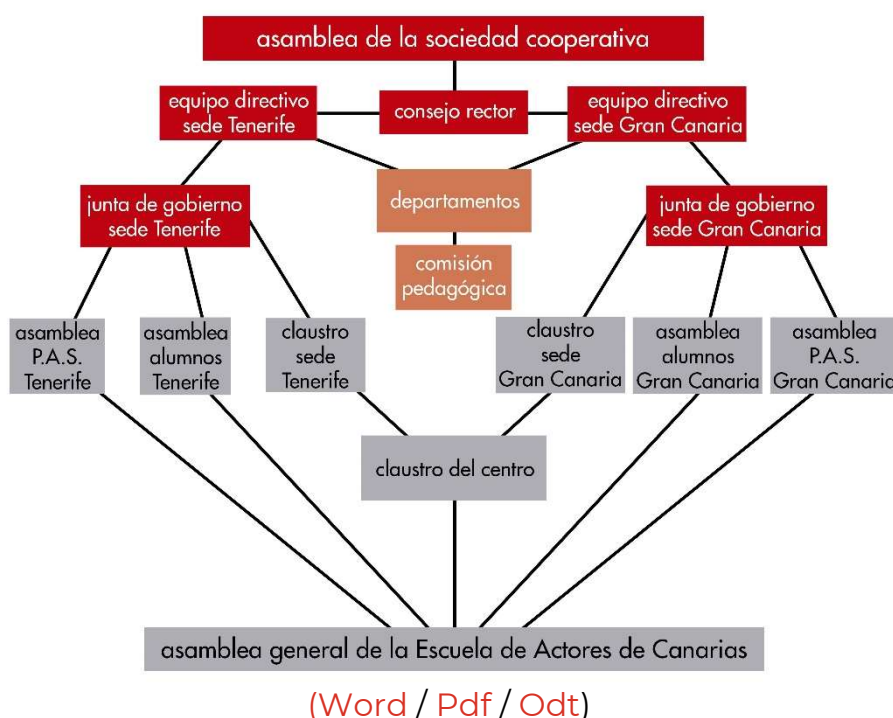 asamblea de la sociedad cooperativa
equipo directivo
sede Tenerife
consejo rector
equipo directivo
sede Gran Canaria
departamentos
junta de gobierno
sede Tenerife
junta de gobierno
sede Gran Canaria
comisión
pedagógica
asamblea
P.A.S.
Tenerife
asamblea
alumnos
Tenerife
claustro
sede
Tenerife
claustro
sede
Gran Canaria
asamblea
alumnos
Gran Canaria
asamblea
P.A.S.
Gran Canaria
claustro del centro
asamblea general de la Escuela de Actores de Canarias
(Word / Pdf / Odt)